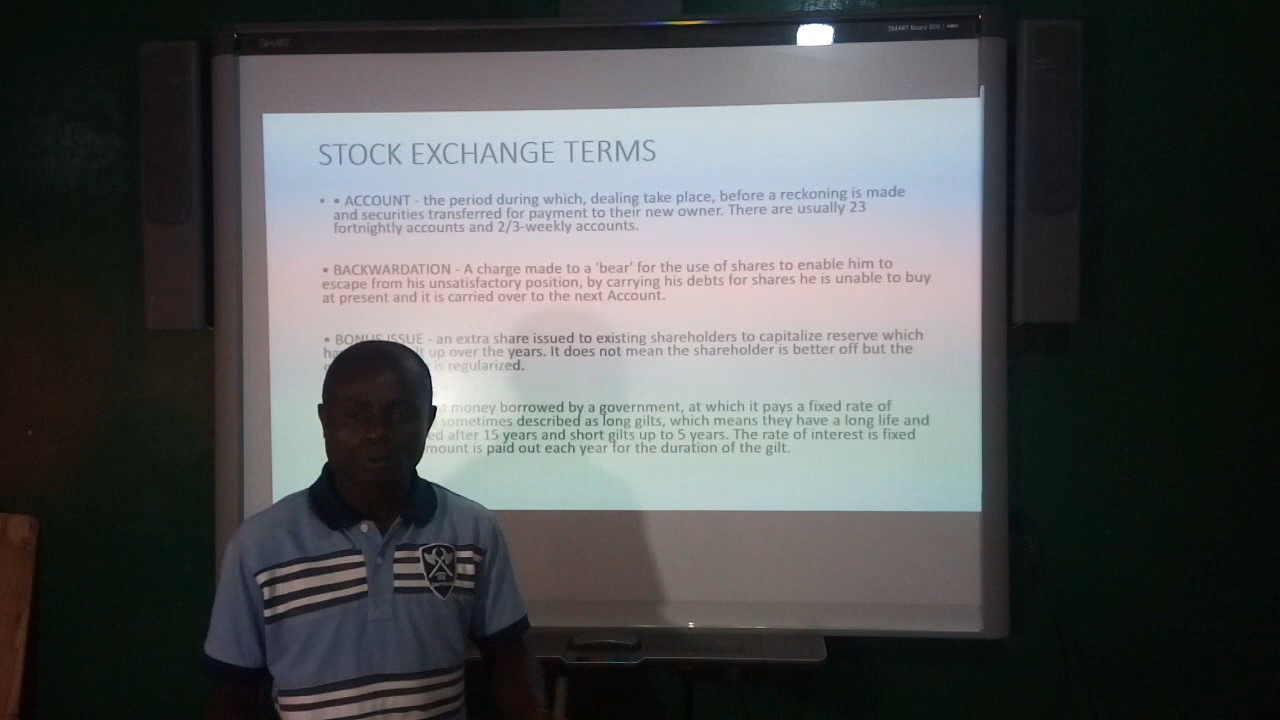 SMART
SMART Board 600
STOCK EXCHANGE TERMS
• • ACCOUNT - the period during which, dealing take place, before a reckoning is made
and securities transferred for payment to their new owner. There are usually 23
fortnightly accounts and 2/3-weekly accounts.
• BACKWARDATION - A charge made to a 'bear' for the use of shares to enable him to
escape from his unsatisfactory position, by carrying his debts for shares he is unable to buy
at present and it is carried over to the next Account.
• BONUS ISSUE - an extra share issued to existing shareholders to capitalize reserve which
up over the years. It does not mean the shareholder is better off but the
is regularized.
money borrowed by a government, at which it pays a fixed rate of
sometimes described as long gilts, which means they have a long life and
after 15 years and short gilts up to 5 years. The rate of interest is fixed
is paid out each year for the duration of the gilt.